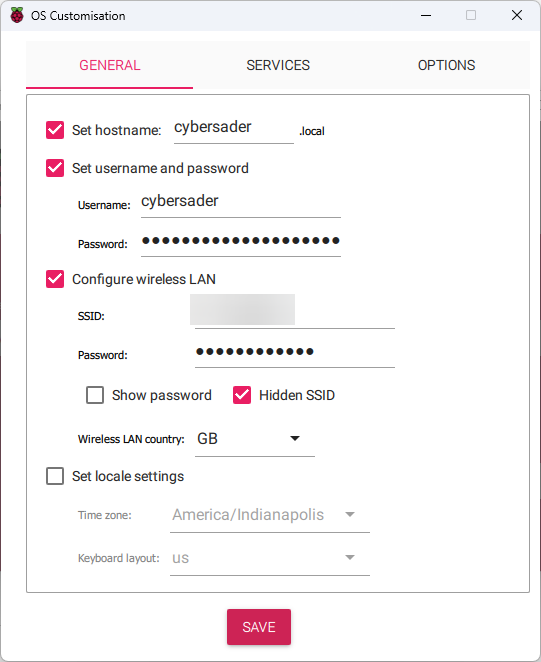 OS Customisation
GENERAL SERVICES OPTIONS
Set hostname: cybersader .local
Set username and password
Username: cybersader
Password: ●●●●●●●●●●●●●●●●●●●●
Configure wireless LAN
SSID:
Password: ●●●●●●●●●●●●
Show password Hidden SSID
Wireless LAN country: GB
Set locale settings
Time zone: America/Indianapolis
Keyboard layout: us
SAVE